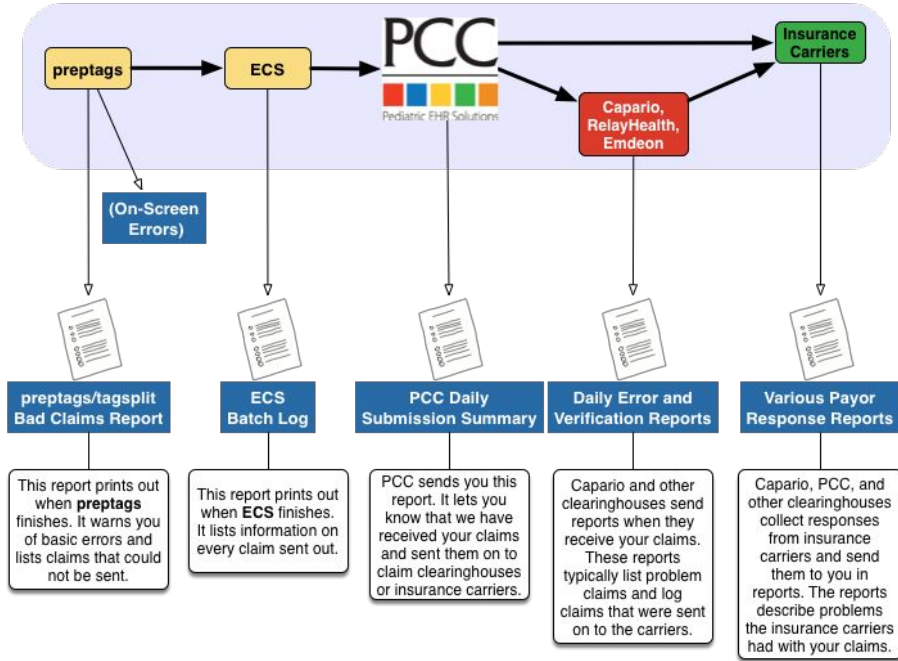 preptags
ECS
PCC
Pediatric EHR Solutions
Insurance
Carriers
Capario,
RelayHealth,
Emdeon
(On-Screen
Errors)
preptags/tagsplit
Bad Claims Report
ECS
Batch Log
PCC Daily
Submission Summary
Daily Error and
Verification Reports
Various Payor
Response Reports
This report prints out
when preptags
finishes. It warns you
of basic errors and
lists claims that could
not be sent.
This report prints out
when ECS finishes.
It lists information on
every claim sent out.
PCC sends you this
report. It lets you
know that we have
received your claims
and sent them on to
claim clearinghouses
or insurance carriers.
Capario and other
clearinghouses send
reports when they
receive your claims.
These reports
typically list problem
claims and log
claims that were sent
on to the carriers.
Capario, PCC, and
other clearinghouses
collect responses
from insurance
carriers and send
them to you in
reports. The reports
describe problems
the insurance carriers
had with your claims.